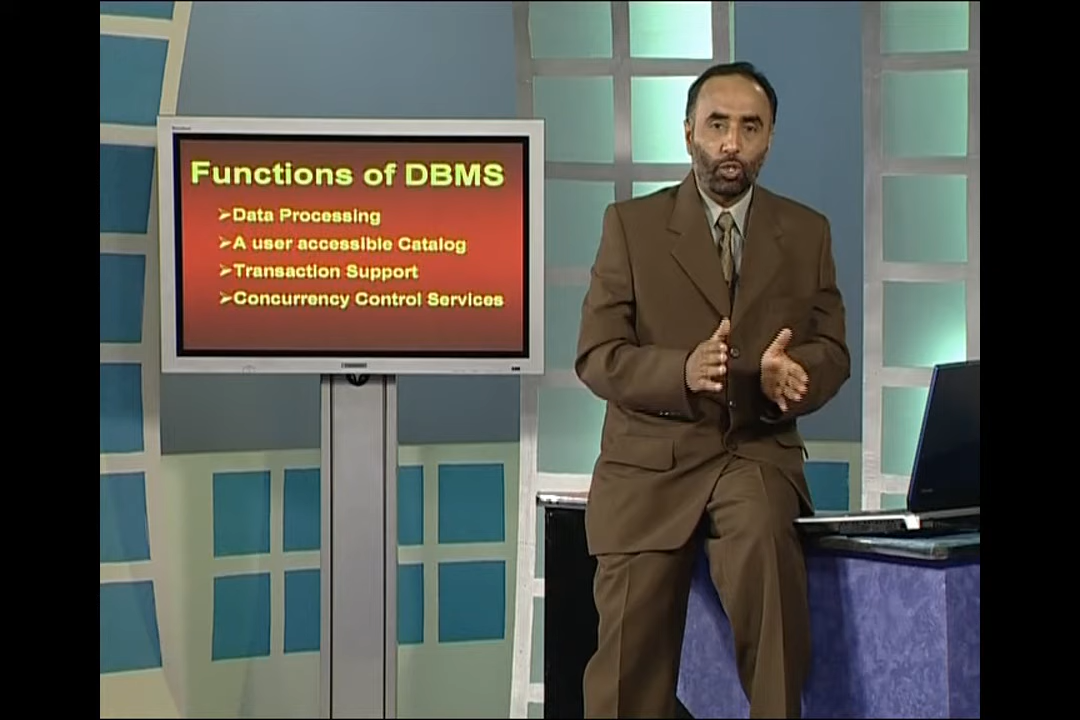 Functions of DBMS
➢Data Processing
➢A user accessible Catalog
➢Transaction Support
➢Concurrency Control Services